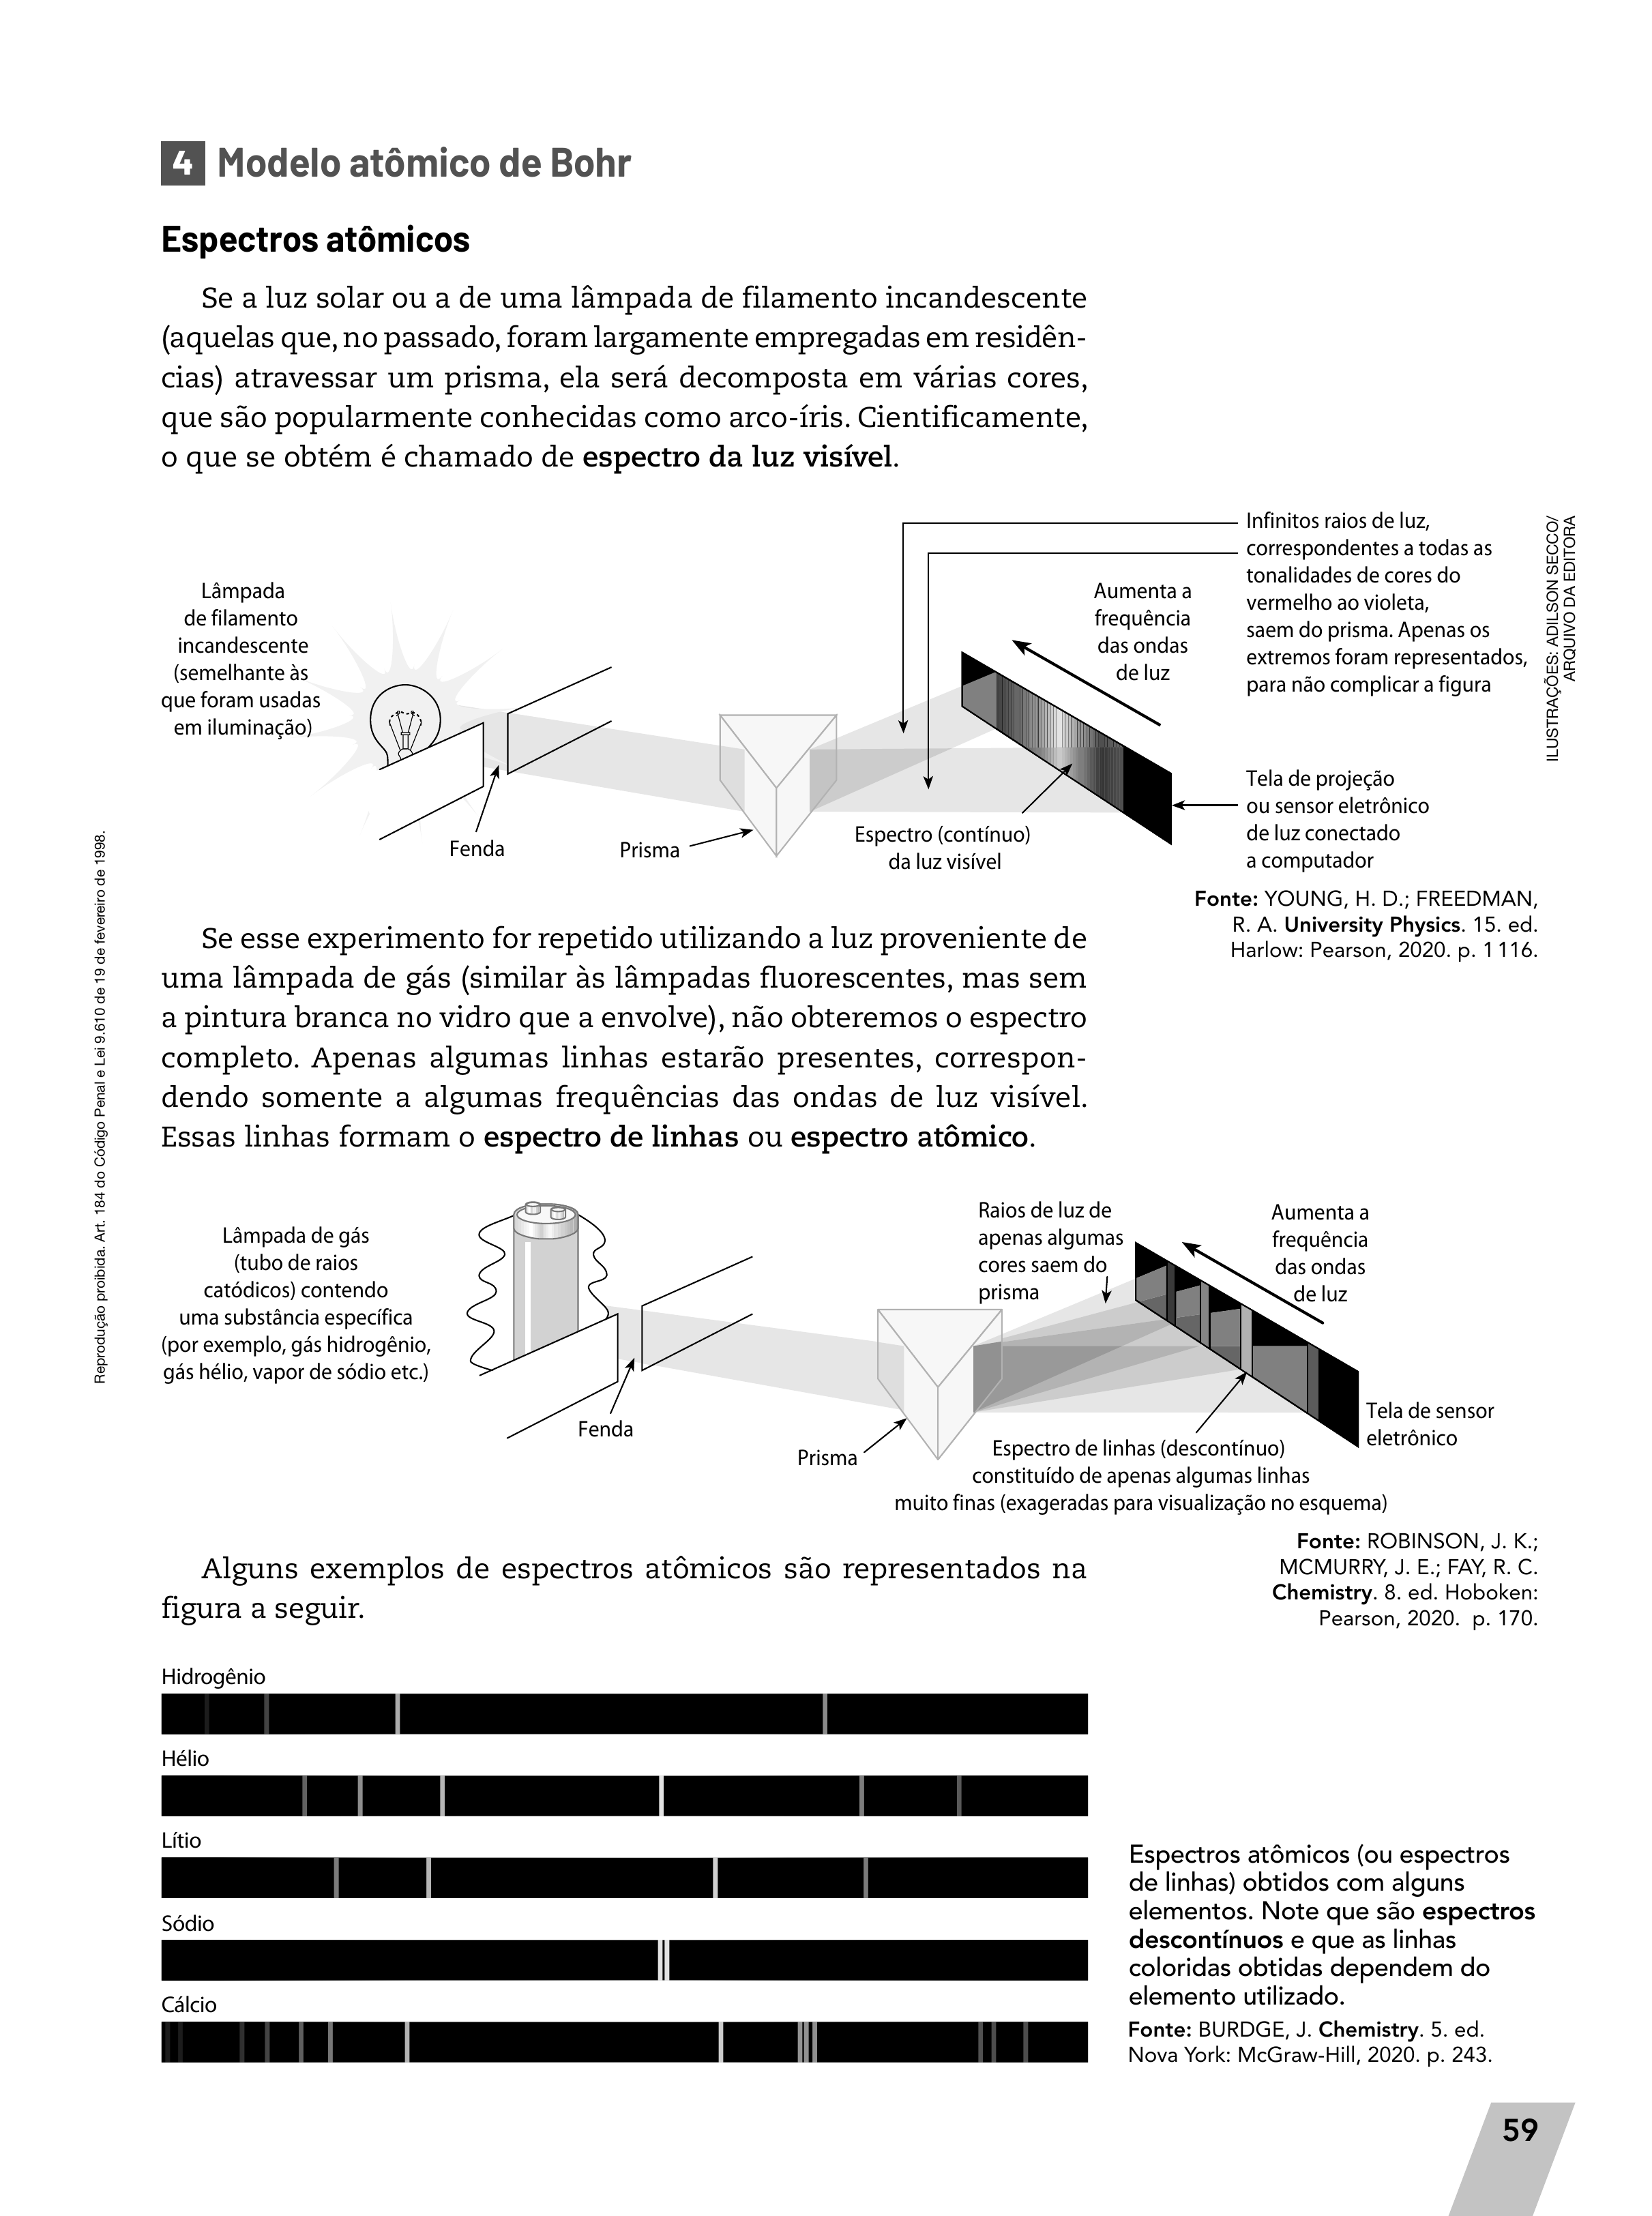 4 Modelo atômico de Bohr
Espectros atômicos
Se a luz solar ou a de uma lâmpada de filamento incandescente
(aquelas que, no passado, foram largamente empregadas em residên-
cias) atravessar um prisma, ela será decomposta em várias cores,
que são popularmente conhecidas como arco-íris. Cientificamente,
o que se obtém é chamado de espectro da luz visível.
Lâmpada
de filamento
incandescente
(semelhante às
que foram usadas
em iluminação)
Fenda
Prisma
Espectro (contínuo)
da luz visível
Aumenta a
frequência
das ondas
de luz
Infinitos raios de luz,
correspondentes a todas as
tonalidades de cores do
vermelho ao violeta,
saem do prisma. Apenas os
extremos foram representados,
para não complicar a figura
Tela de projeção
ou sensor eletrônico
de luz conectado
a computador
ILUSTRAÇÕES: ADILSON SECCO/
ARQUIVO DA EDITORA
Fonte: YOUNG, H. D.; FREEDMAN,
R. A. University Physics. 15. ed.
Harlow: Pearson, 2020. p. 1 116.
Se esse experimento for repetido utilizando a luz proveniente de
uma lâmpada de gás (similar às lâmpadas fluorescentes, mas sem
a pintura branca no vidro que a envolve), não obteremos o espectro
completo. Apenas algumas linhas estarão presentes, correspon-
dendo somente a algumas frequências das ondas de luz visível.
Essas linhas formam o espectro de linhas ou espectro atômico.
Lâmpada de gás
(tubo de raios
catódicos) contendo
uma substância específica
(por exemplo, gás hidrogênio,
gás hélio, vapor de sódio etc.)
Fenda
Prisma
Raios de luz de
apenas algumas
cores saem do
prisma
Aumenta a
frequência
das ondas
de luz
Tela de sensor
eletrônico
Espectro de linhas (descontínuo)
constituído de apenas algumas linhas
muito finas (exageradas para visualização no esquema)
Fonte: ROBINSON, J. K.;
MCMURRY, J. E.; FAY, R. C.
Chemistry. 8. ed. Hoboken:
Pearson, 2020. p. 170.
Alguns exemplos de espectros atômicos são representados na
figura a seguir.
Hidrogênio
Hélio
Lítio
Sódio
Cálcio
Espectros atômicos (ou espectros
de linhas) obtidos com alguns
elementos. Note que são espectros
descontínuos e que as linhas
coloridas obtidas dependem do
elemento utilizado.
Fonte: BURDGE, J. Chemistry. 5. ed.
Nova York: McGraw-Hill, 2020. p. 243.
Reprodução proibida. Art. 184 do Código Penal e Lei 9.610 de 19 de fevereiro de 1998.
59